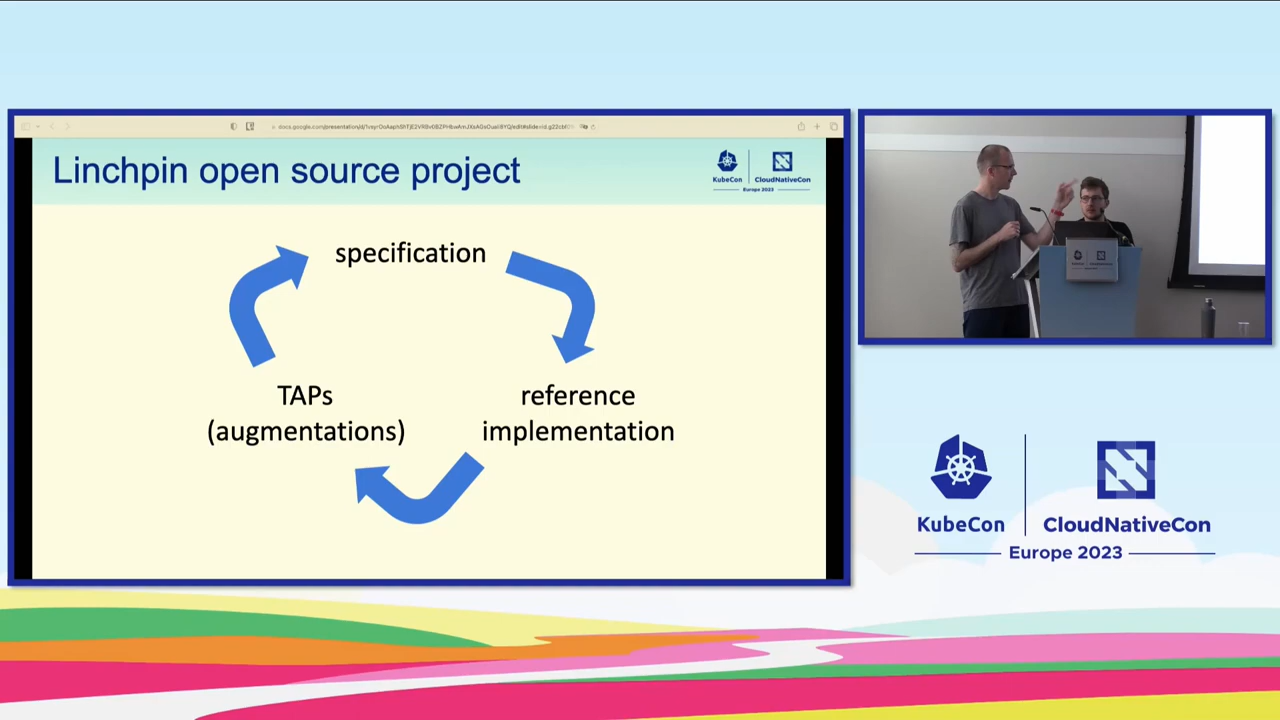 Linchpin open source project
KubeCon
CloudNativeCon
Europe 2023
specification
TAPs
(augmentations)
reference
implementation
KubeCon
CloudNativeCon
Europe 2023